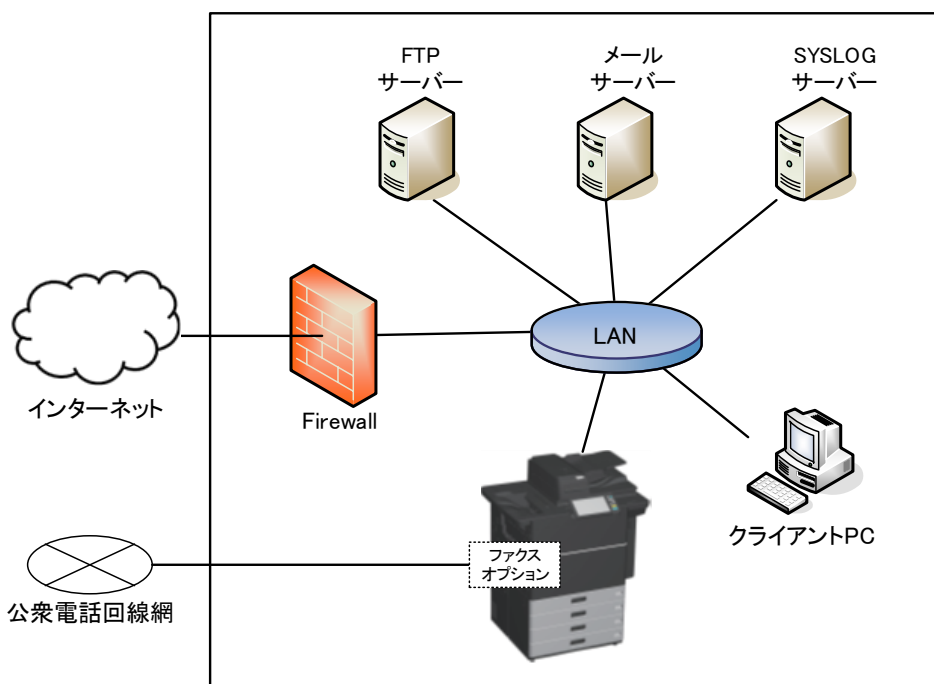 FTP
サーバー
メール
サーバー
SYSLOG
サーバー
LAN
インターネット
Firewall
クライアントPC
ファクス
オプション
公衆電話回線網